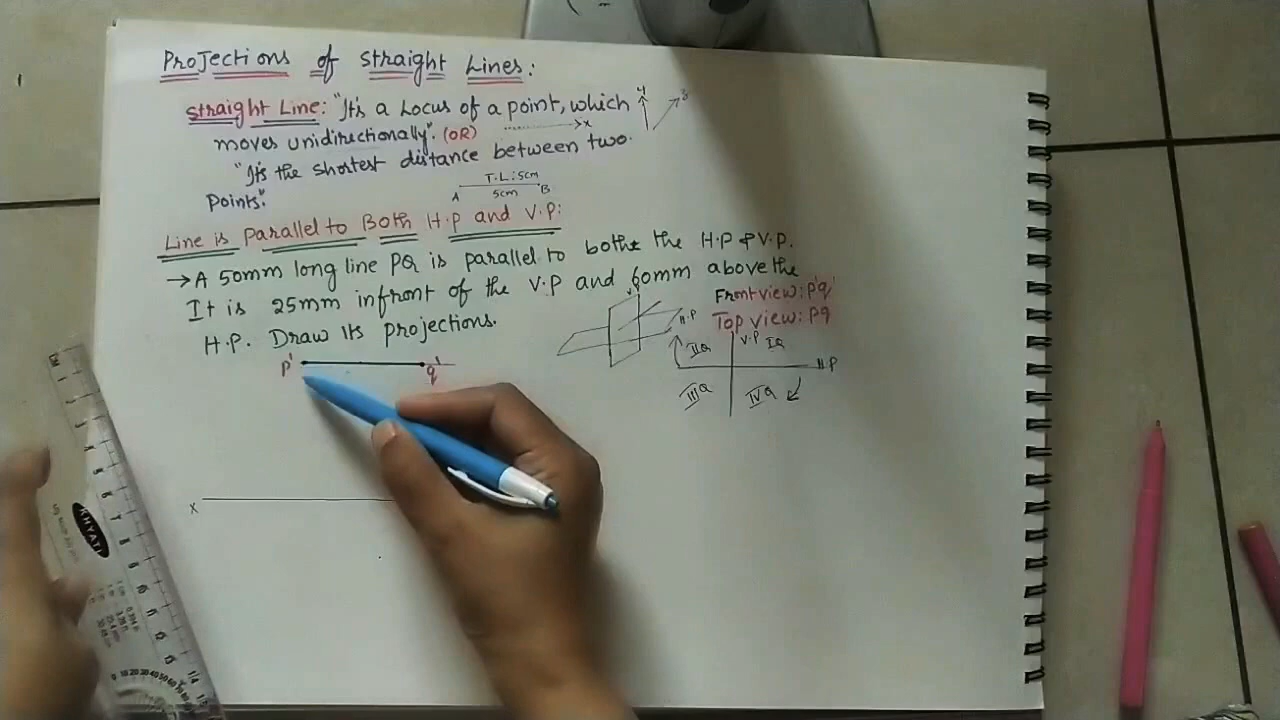 Projections of Straight Lines:
Straight Line: "It's a Locus of a point, which
moves unidirectionally". (OR)
"It's the shortest distance between two
Points".
y
z
x
T.L: 5cm
A 5cm B
Line is Parallel to Both H.P and V.P:
→ A 50mm long line PQ is parallel to bothe the H.P & V.P.
It is 25mm infront of the V.P and 60mm above the
H.P. Draw its projections.
Front view: p'q'
Top view: pq
H.P
V.P
IQ
IIQ
H.P
IIIQ
IVQ
p'
q'
X
KHYATI